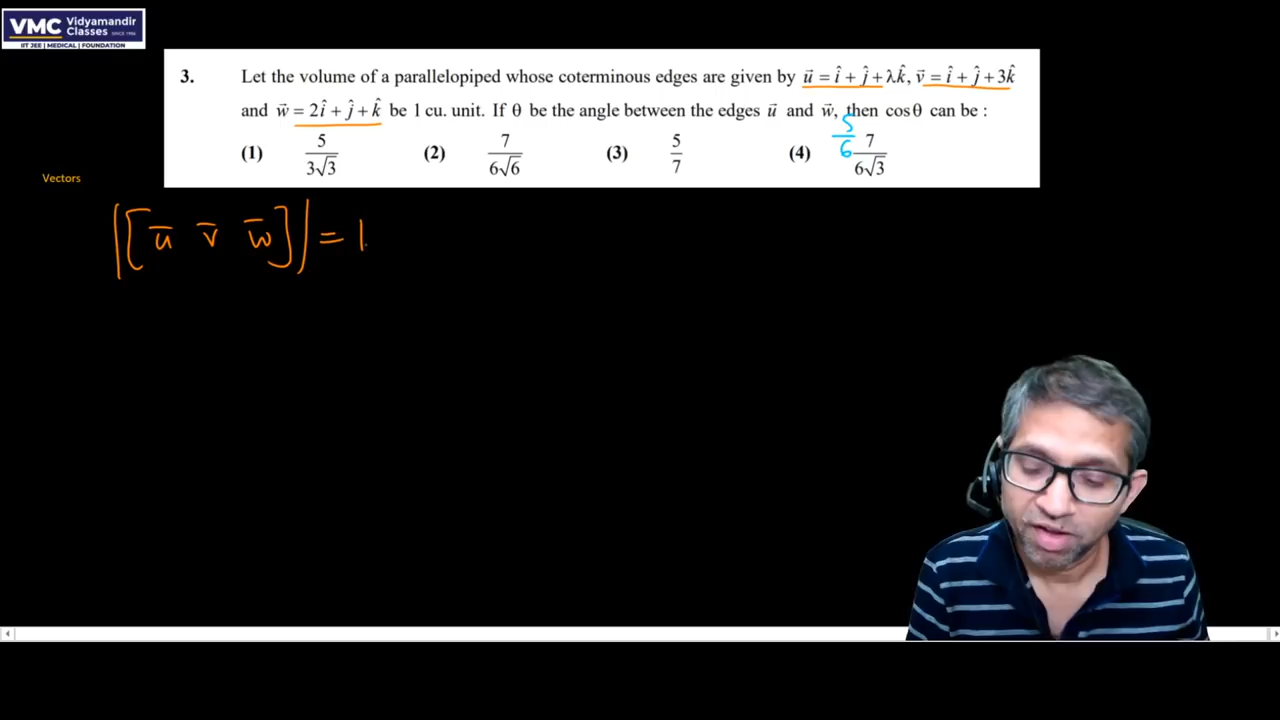 VMC Vidyamandir Classes SINCE 1986
IIT JEE | MEDICAL | FOUNDATION
3. Let the volume of a parallelopiped whose coterminous edges are given by u⃗ = î + ĵ + λk̂, v⃗ = î + ĵ + 3k̂
and w⃗ = 2î + ĵ + k̂ be 1 cu. unit. If θ be the angle between the edges u⃗ and w⃗, then cosθ can be :
(1) 5/(3√3) (2) 7/(6√6) (3) 5/7 (4) 7/(6√3)
5/6
Vectors
|[u̅ v̅ w̅]| = 1.